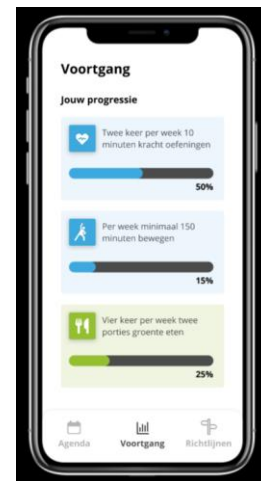 Voortgang
Jouw progressie
Twee keer per week 10
minuten kracht oefeningen
50%
Per week minimaal 150
minuten bewegen
15%
Vier keer per week twee
porties groente eten
25%
Agenda Voortgang Richtlijnen